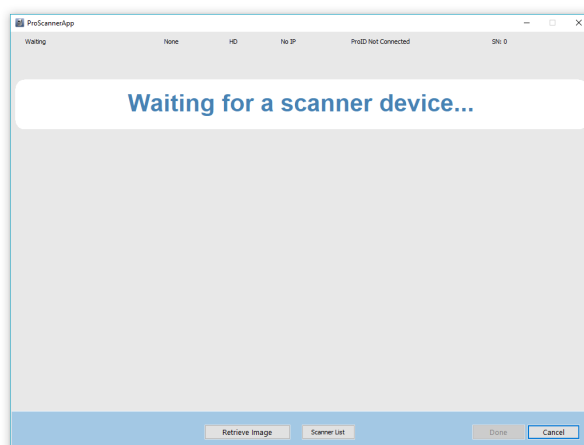 ProScannerApp
Waiting None HD No IP ProID Not Connected SN: 0
Waiting for a scanner device...
Retrieve Image Scanner List Done Cancel